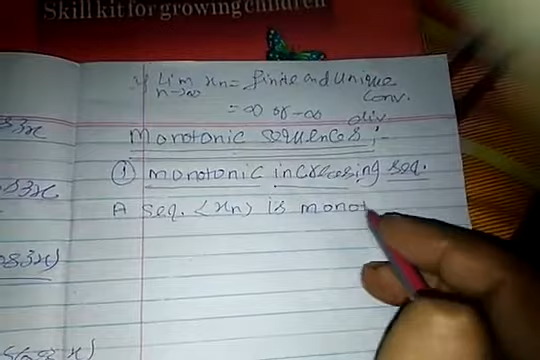 Skill kit for growing children
if Lim n→∞ xn = finite and unique conv.
= ∞ or -∞ div
Monotonic sequences :-
① monotonic increasing seq.
A seq. <xn> is monot